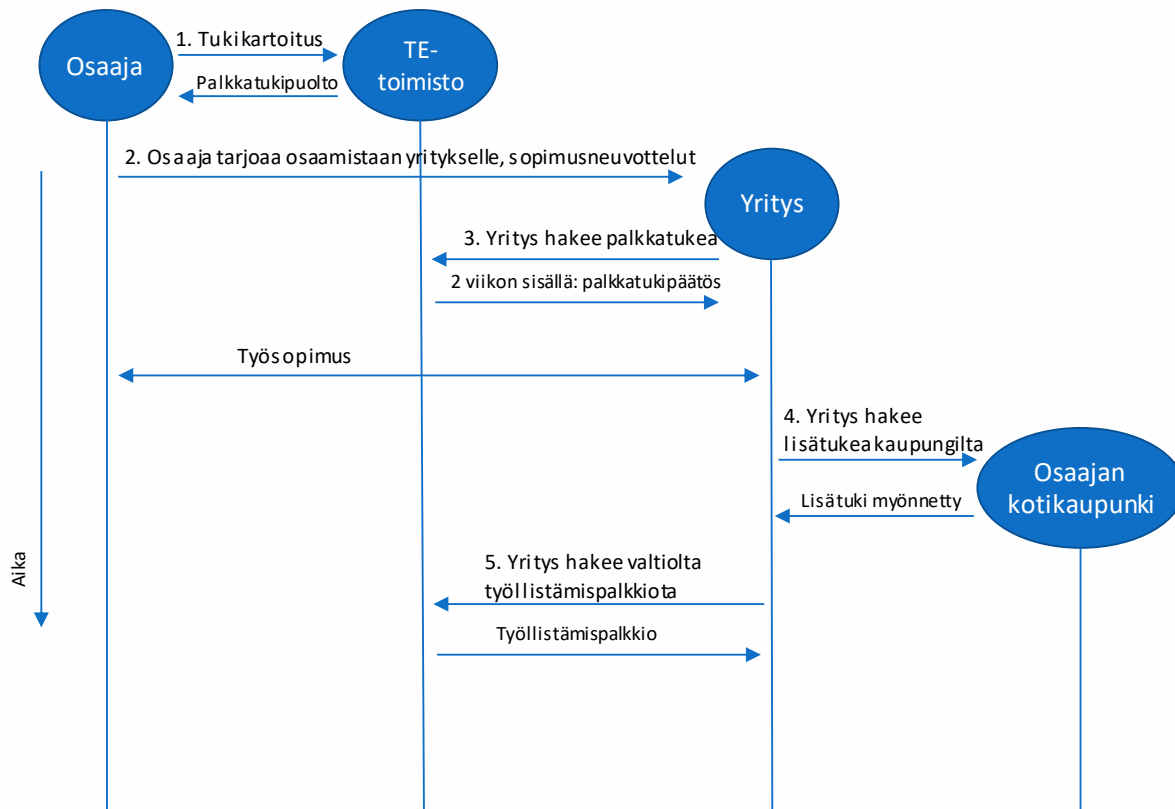 Osaaja
1. Tukikartoitus
Palkkatukipuolto
TE-
toimisto
2. Osaaja tarjoaa osaamistaan yritykselle, sopimusneuvottelut
Yritys
3. Yritys hakee palkkatukea
2 viikon sisällä: palkkatukipäätös
Työsopimus
4. Yritys hakee
lisätukea kaupungilta
Osaajan
kotikaupunki
Lisätuki myönnetty
Aika
5. Yritys hakee valtiolta
työllistämispalkkiota
Työllistämispalkkio